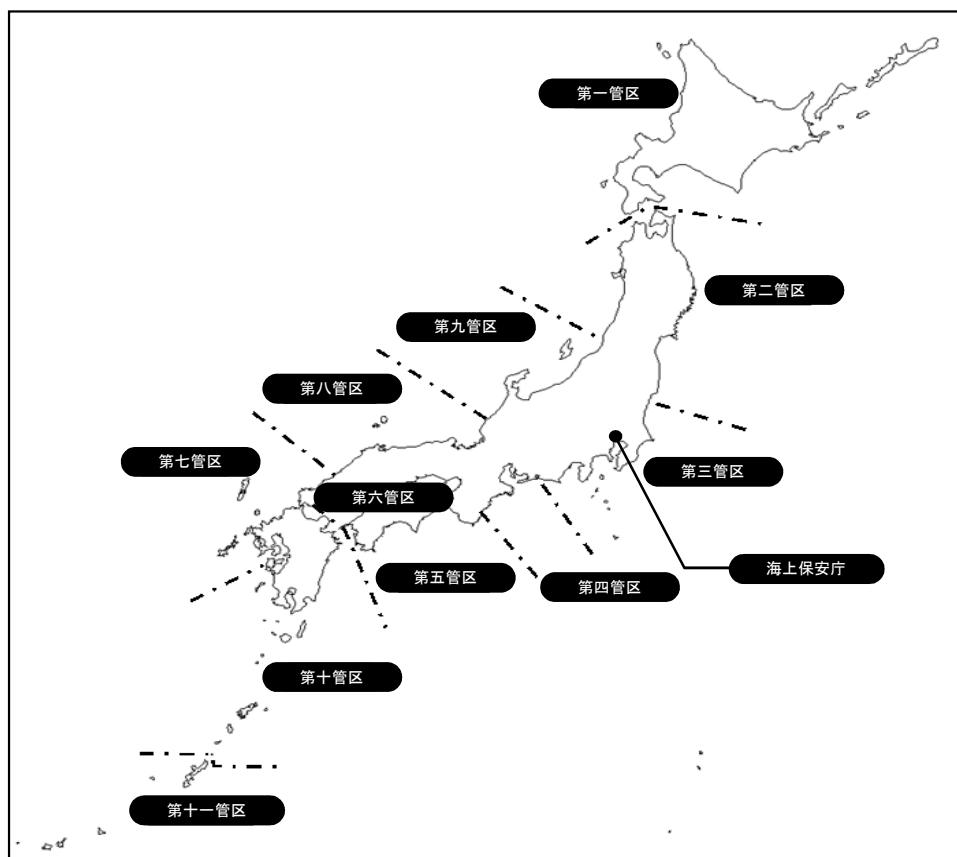 第一管区
第二管区
第九管区
第八管区
第七管区
第三管区
第六管区
海上保安庁
第五管区
第四管区
第十管区
第十一管区